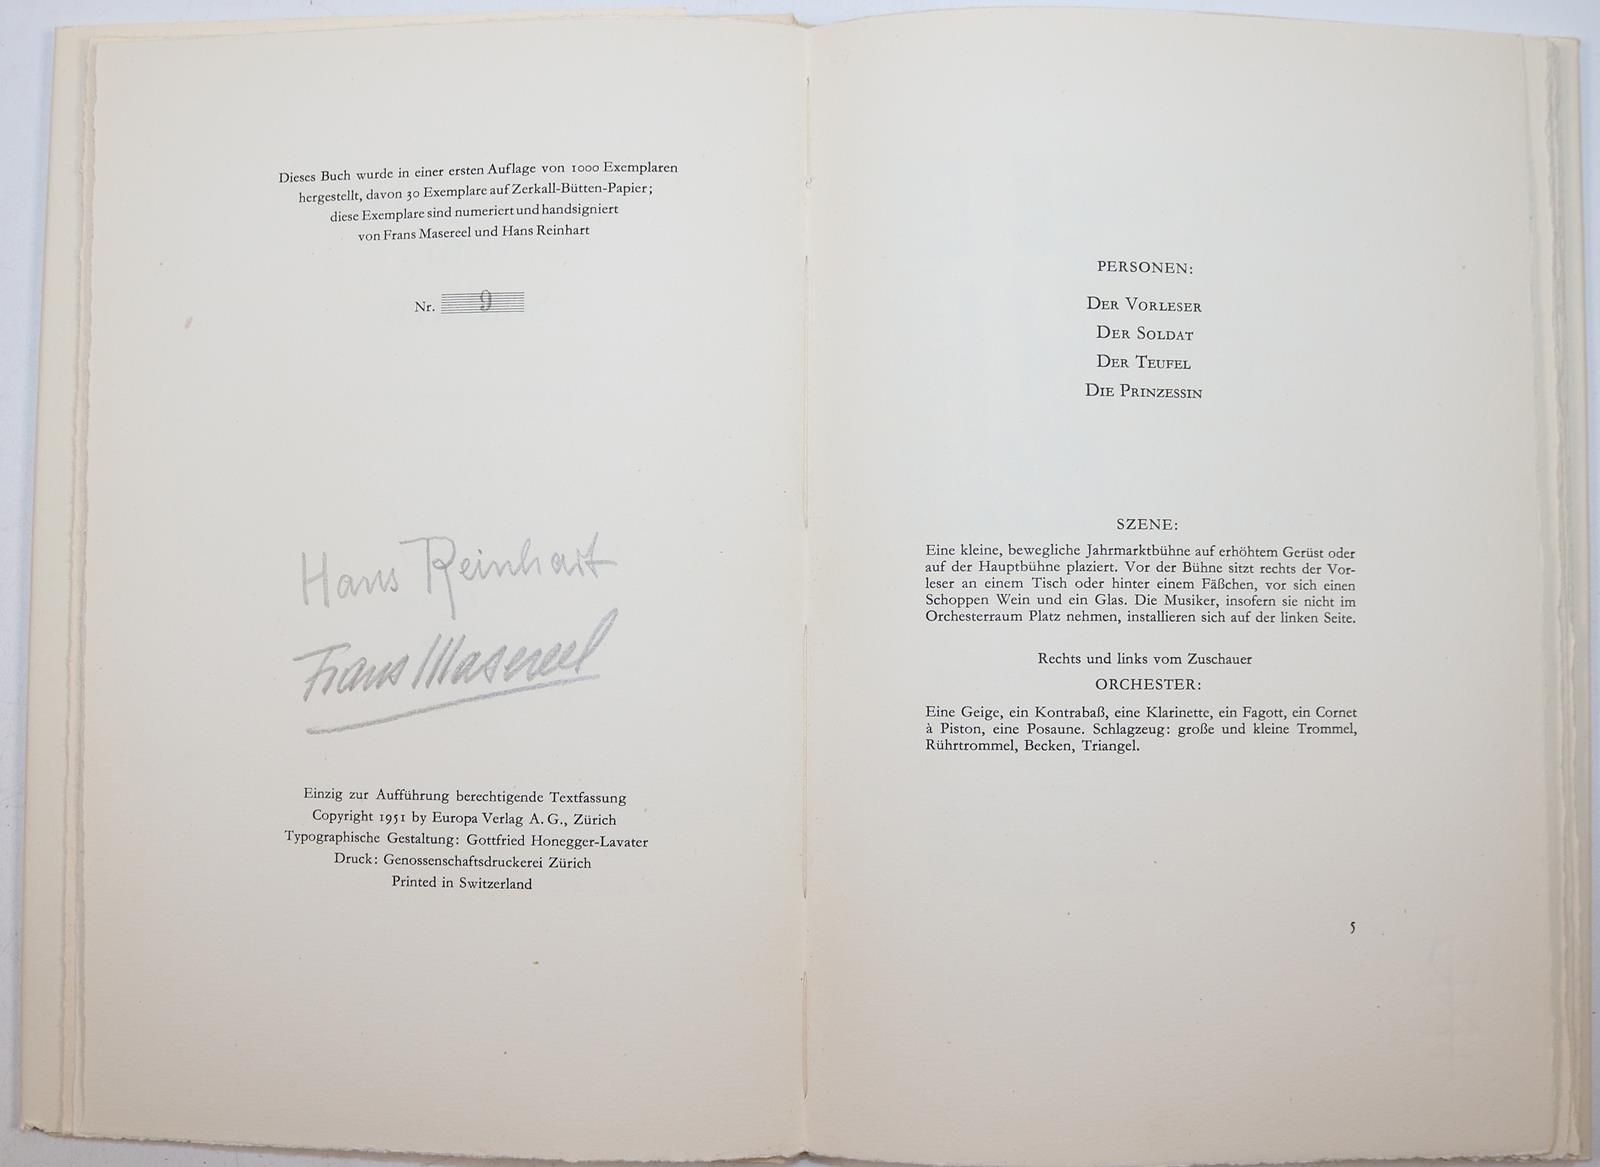 Dieses Buch wurde in einer ersten Auflage von 1000 Exemplaren
hergestellt, davon 30 Exemplare auf Zerkall-Bütten-Papier;
diese Exemplare sind numeriert und handsigniert
von Frans Masereel und Hans Reinhart
Nr. 9
Hans Reinhart
Frans Masereel
Einzig zur Aufführung berechtigende Textfassung
Copyright 1951 by Europa Verlag A. G., Zürich
Typographische Gestaltung: Gottfried Honegger-Lavater
Druck: Genossenschaftsdruckerei Zürich
Printed in Switzerland
PERSONEN:
DER VORLESER
DER SOLDAT
DER TEUFEL
DIE PRINZESSIN
SZENE:
Eine kleine, bewegliche Jahrmarktbühne auf erhöhtem Gerüst oder
auf der Hauptbühne plaziert. Vor der Bühne sitzt rechts der Vor-
leser an einem Tisch oder hinter einem Fäßchen, vor sich einen
Schoppen Wein und ein Glas. Die Musiker, insofern sie nicht im
Orchesterraum Platz nehmen, installieren sich auf der linken Seite.
Rechts und links vom Zuschauer
ORCHESTER:
Eine Geige, ein Kontrabaß, eine Klarinette, ein Fagott, ein Cornet
à Piston, eine Posaune. Schlagzeug: große und kleine Trommel,
Rührtrommel, Becken, Triangel.
5